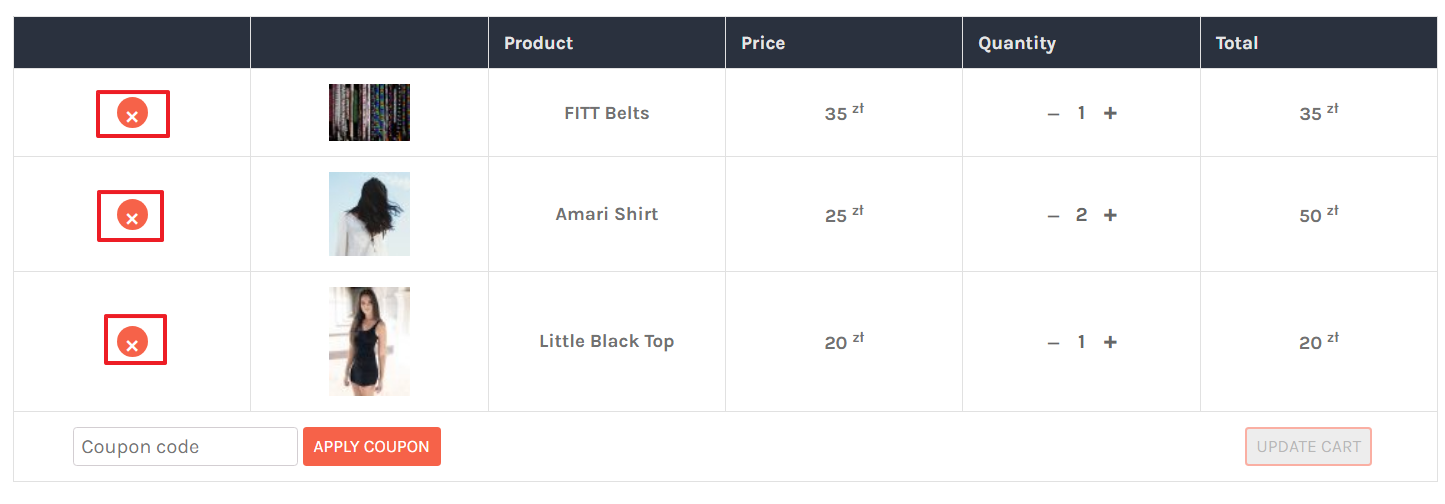 Product Price Quantity Total
× FITT Belts 35 zł – 1 + 35 zł
× Amari Shirt 25 zł – 2 + 50 zł
× Little Black Top 20 zł – 1 + 20 zł
Coupon code APPLY COUPON UPDATE CART